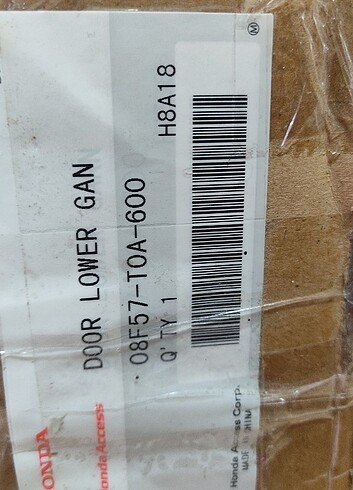 HONDA
Honda Access
DOOR LOWER GAN
08F57-T0A-600
Q'TY 1
H8A18
Honda Access Corp.
MADE IN CHINA
M